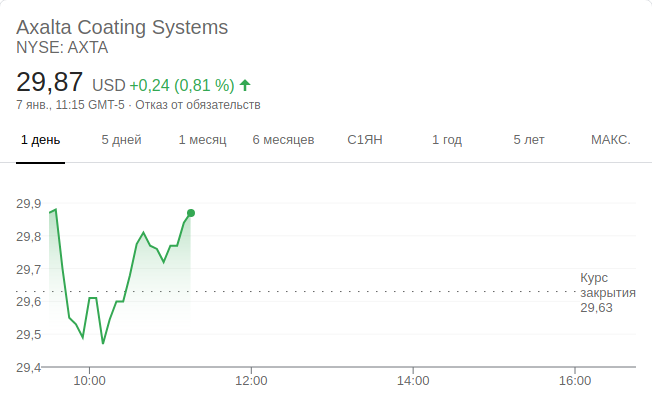 Axalta Coating Systems
NYSE: AXTA
29,87 USD +0,24 (0,81 %)
7 янв., 11:15 GMT-5 · Отказ от обязательств
1 день 5 дней 1 месяц 6 месяцев С1ЯН 1 год 5 лет МАКС.
29,9
29,8
29,7
29,6
29,5
29,4
Курс
закрытия
29,63
10:00 12:00 14:00 16:00